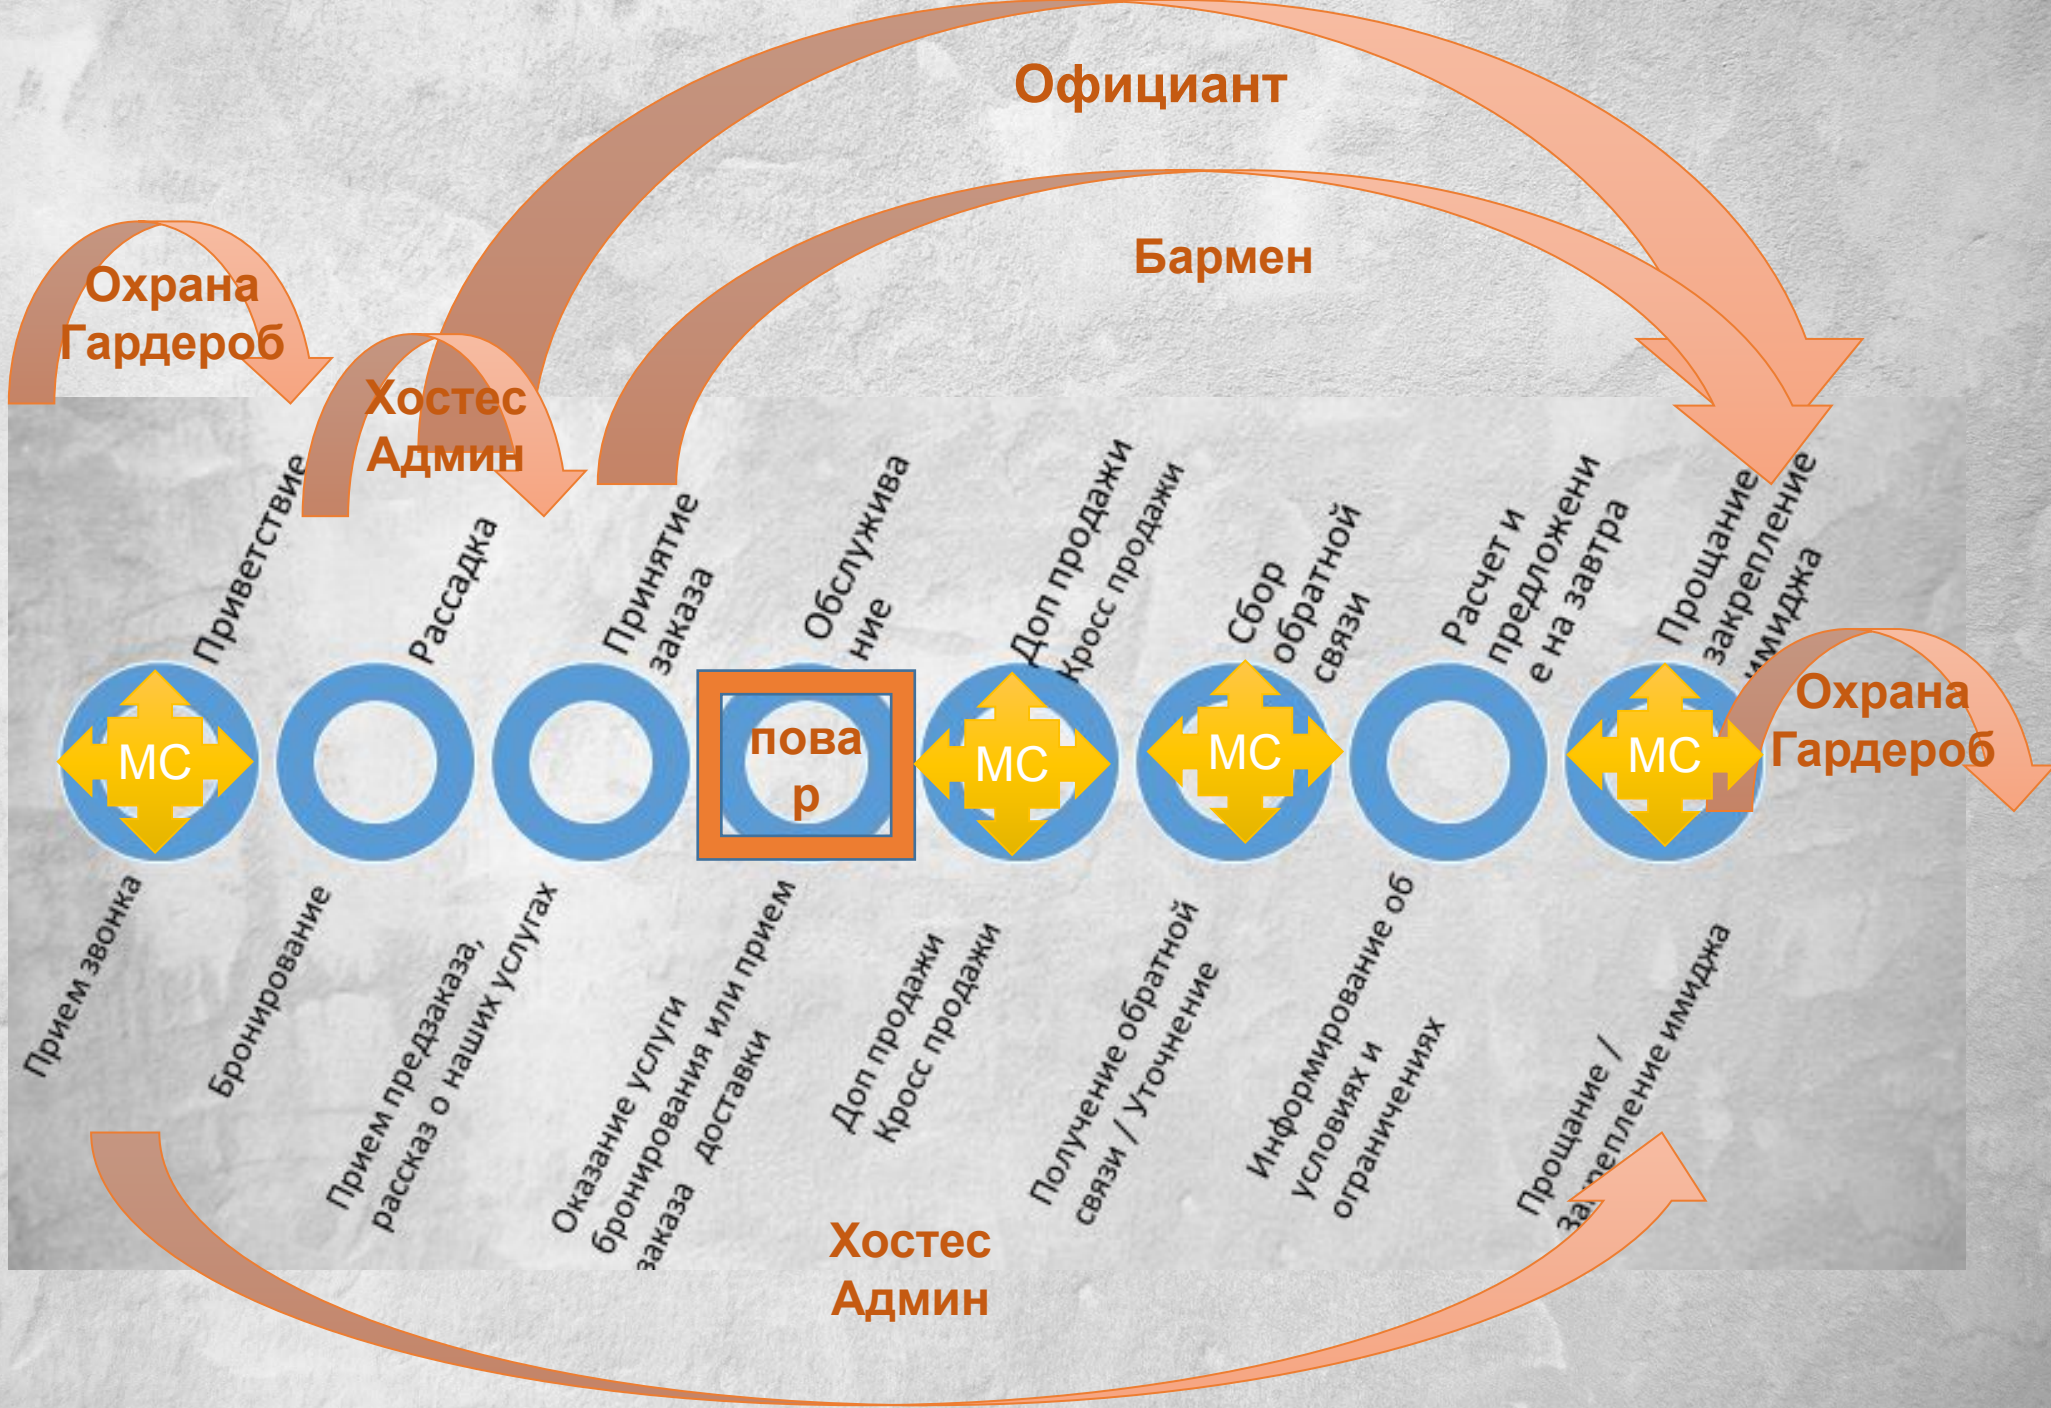 Официант
Бармен
Охрана
Гардероб
Хостес
Админ
Приветствие
Рассадка
Принятие
заказа
Обслужива
ние
Доп продажи
Кросс продажи
Сбор
обратной
связи
Расчет и
предложени
е на завтра
Прощание
закрепление
имиджа
МС
пова
р
МС
МС
МС
Охрана
Гардероб
Прием звонка
Бронирование
Прием предзаказа,
рассказ о наших услугах
Оказание услуги
бронирования или прием
заказа доставки
Доп продажи
Кросс продажи
Получение обратной
связи / Уточнение
Информирование об
условиях и
ограничениях
Прощание /
Закрепление имиджа
Хостес
Админ